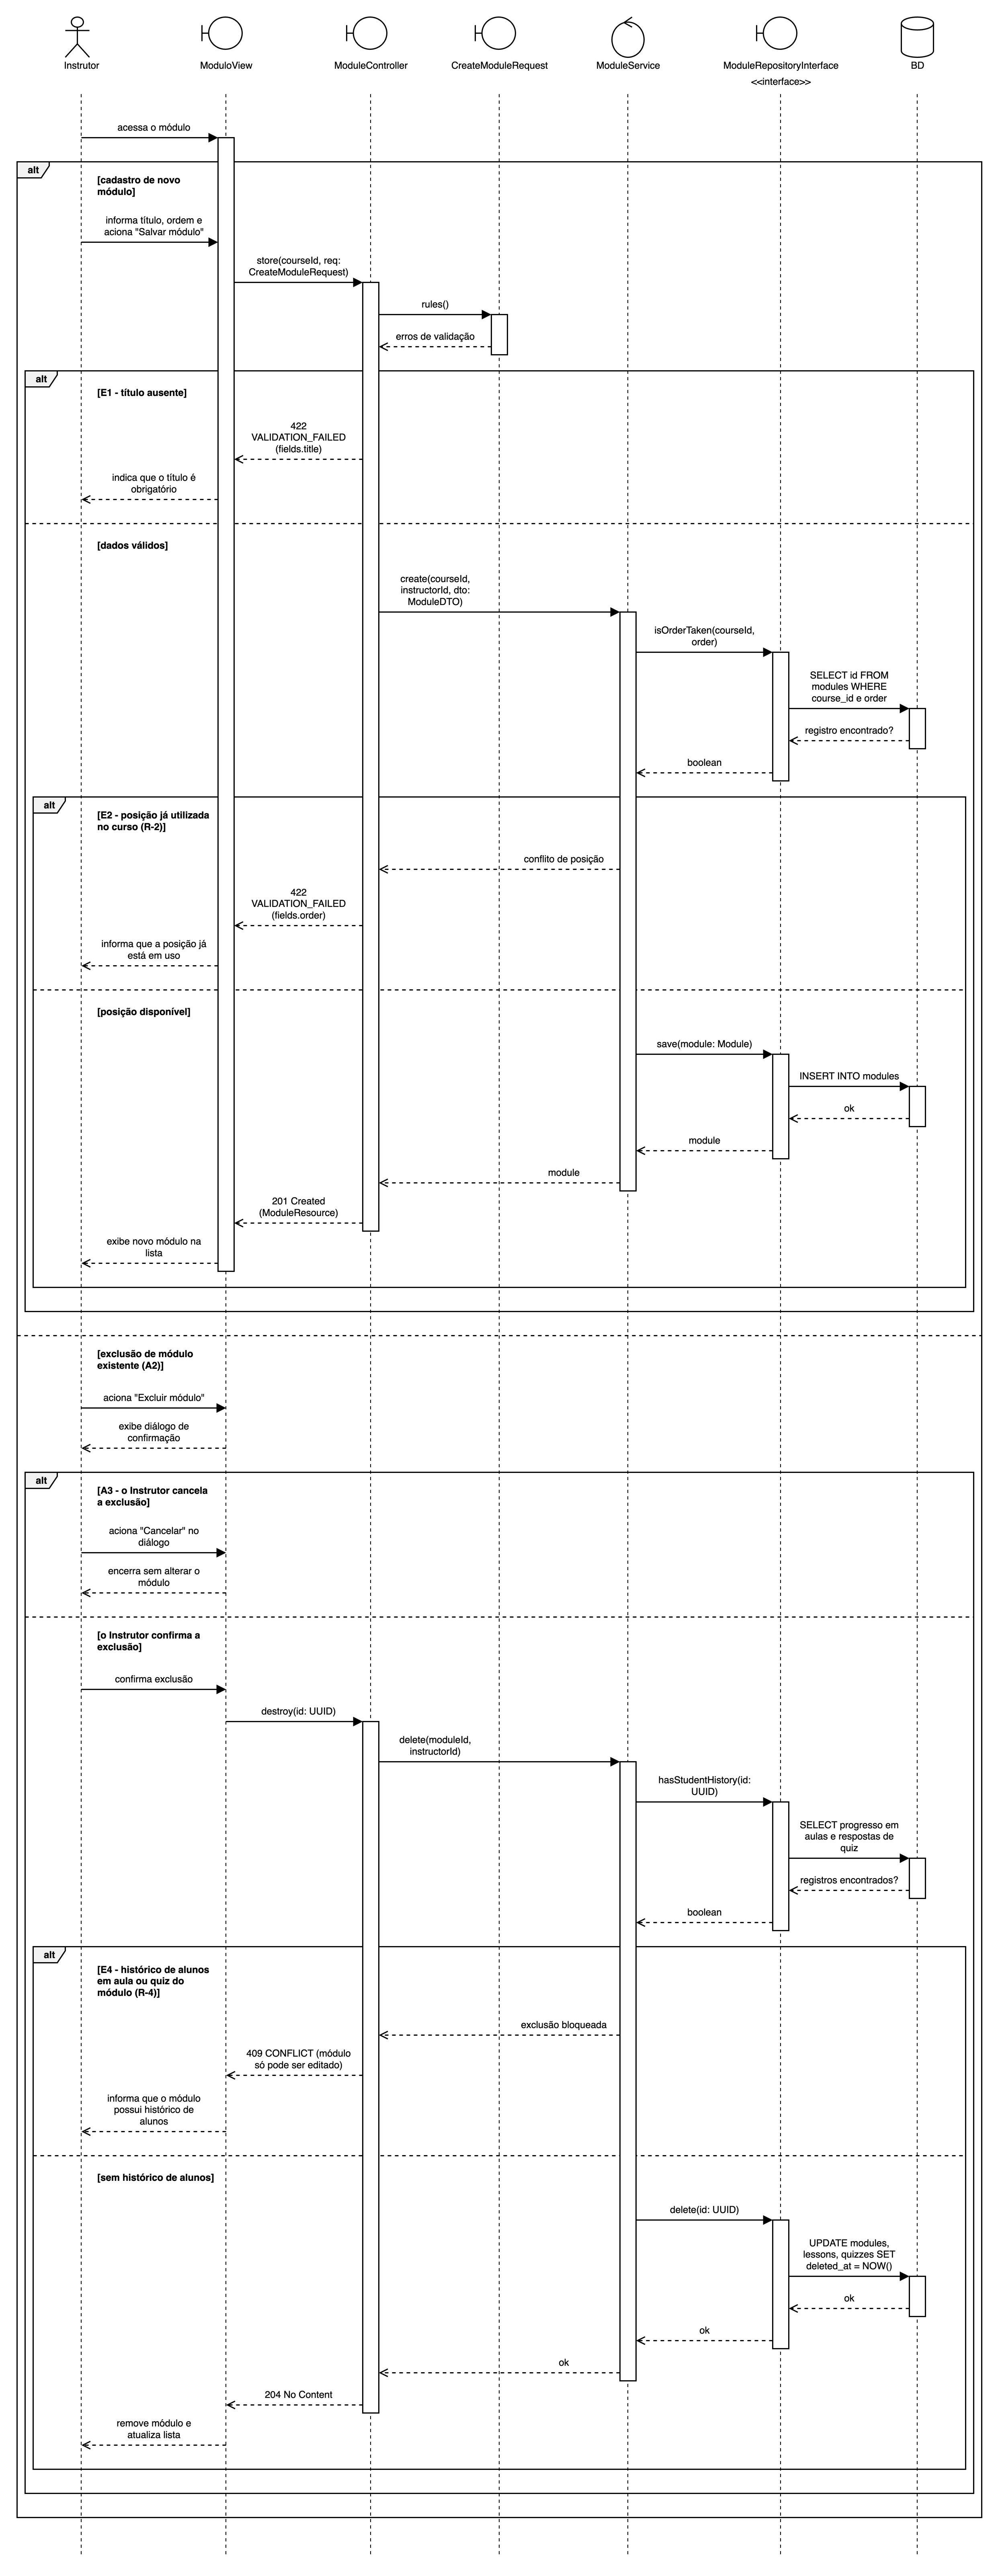 Instrutor
ModuloView
ModuleController
CreateModuleRequest
ModuleService
ModuleRepositoryInterface
<<interface>>
BD
acessa o módulo
alt
[cadastro de novo
módulo]
informa título, ordem e
aciona "Salvar módulo"
store(courseId, req:
CreateModuleRequest)
rules()
erros de validação
alt
[E1 - título ausente]
422
VALIDATION_FAILED
(fields.title)
indica que o título é
obrigatório
[dados válidos]
create(courseId,
instructorId, dto:
ModuleDTO)
isOrderTaken(courseId,
order)
SELECT id FROM
modules WHERE
course_id e order
registro encontrado?
boolean
alt
[E2 - posição já utilizada
no curso (R-2)]
conflito de posição
422
VALIDATION_FAILED
(fields.order)
informa que a posição já
está em uso
[posição disponível]
save(module: Module)
INSERT INTO modules
ok
module
module
201 Created
(ModuleResource)
exibe novo módulo na
lista
[exclusão de módulo
existente (A2)]
aciona "Excluir módulo"
exibe diálogo de
confirmação
alt
[A3 - o Instrutor cancela
a exclusão]
aciona "Cancelar" no
diálogo
encerra sem alterar o
módulo
[o Instrutor confirma a
exclusão]
confirma exclusão
destroy(id: UUID)
delete(moduleId,
instructorId)
hasStudentHistory(id:
UUID)
SELECT progresso em
aulas e respostas de
quiz
registros encontrados?
boolean
alt
[E4 - histórico de alunos
em aula ou quiz do
módulo (R-4)]
exclusão bloqueada
409 CONFLICT (módulo
só pode ser editado)
informa que o módulo
possui histórico de
alunos
[sem histórico de alunos]
delete(id: UUID)
UPDATE modules,
lessons, quizzes SET
deleted_at = NOW()
ok
ok
ok
204 No Content
remove módulo e
atualiza lista